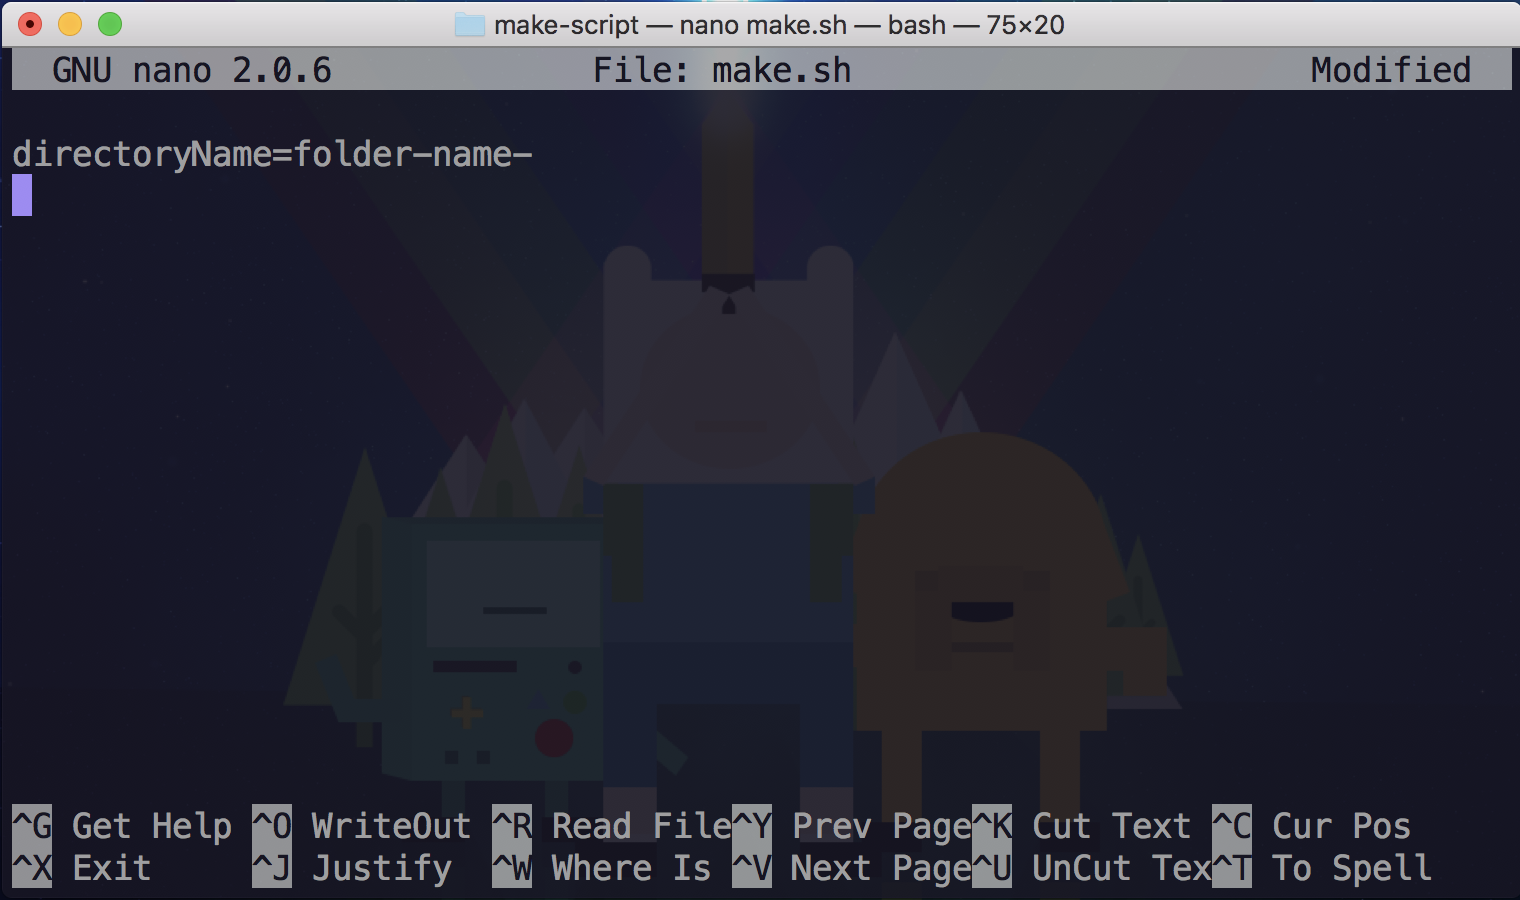 make-script — nano make.sh — bash — 75×20
GNU nano 2.0.6 File: make.sh Modified
directoryName=folder-name-
^G Get Help ^O WriteOut ^R Read File^Y Prev Page^K Cut Text ^C Cur Pos
^X Exit ^J Justify ^W Where Is ^V Next Page^U UnCut Tex^T To Spell